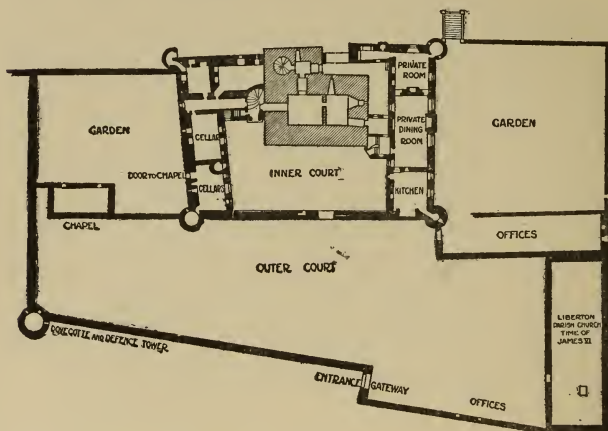 PRIVATE
ROOM
GARDEN
CELLAR
PRIVATE
DINING
ROOM
GARDEN
DOOR TO CHAPEL
CELLARS
INNER COURT
KITCHEN
CHAPEL
OFFICES
OUTER COURT
LIBERTON
PARISH CHURCH
TIME OF
JAMES VI
DOVECOTTE AND DEFENCE TOWER
ENTRANCE GATEWAY
OFFICES